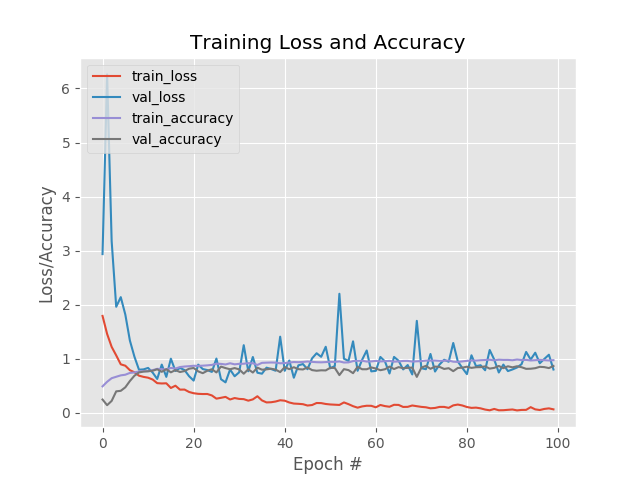 Training Loss and Accuracy
train_loss
val_loss
train_accuracy
val_accuracy
6
5
4
3
2
1
0
Loss/Accuracy
0 20 40 60 80 100
Epoch #